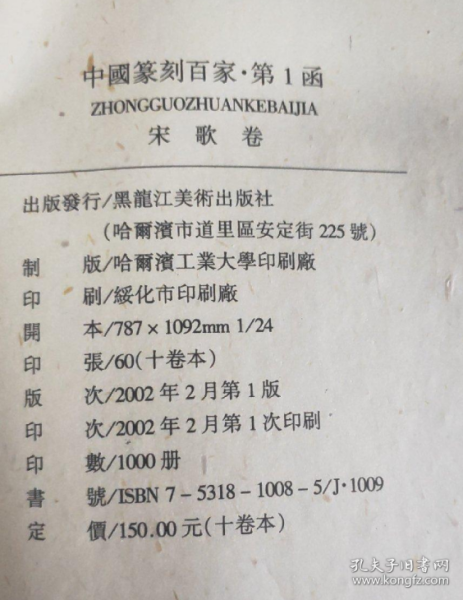 中國篆刻百家·第1函
ZHONGGUOZHUANKEBAIJIA
宋歌卷
出版發行/黑龍江美術出版社
(哈爾濱市道里區安定街225號)
制版/哈爾濱工業大學印刷廠
印刷/綏化市印刷廠
開本/787×1092mm 1/24
印張/60(十卷本)
版次/2002年2月第1版
印次/2002年2月第1次印刷
印數/1000册
書號/ISBN 7-5318-1008-5/J·1009
定價/150.00元(十卷本)
孔夫子旧书网
www.kongfz.com